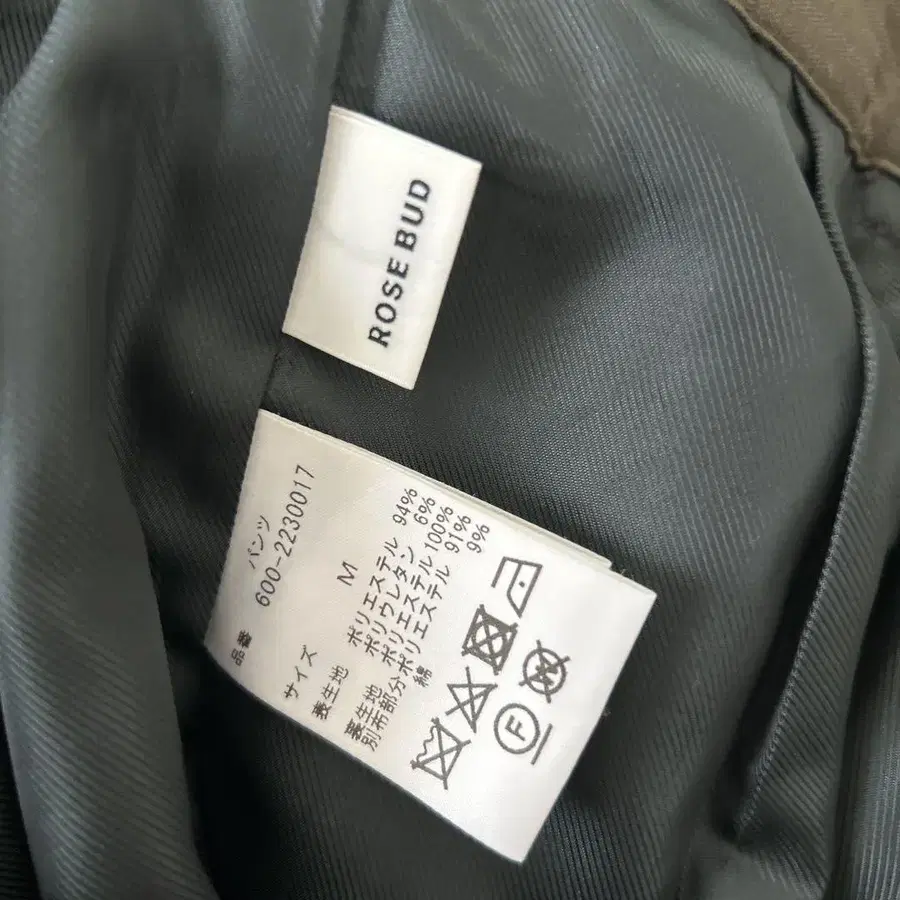 ROSE BUD
パンツ
品番 600-2230017
サイズ M
表生地 ポリエステル 94%
ポリウレタン 6%
裏生地 ポリエステル 100%
別布部分 ポリエステル 91%
綿 9%
F
W